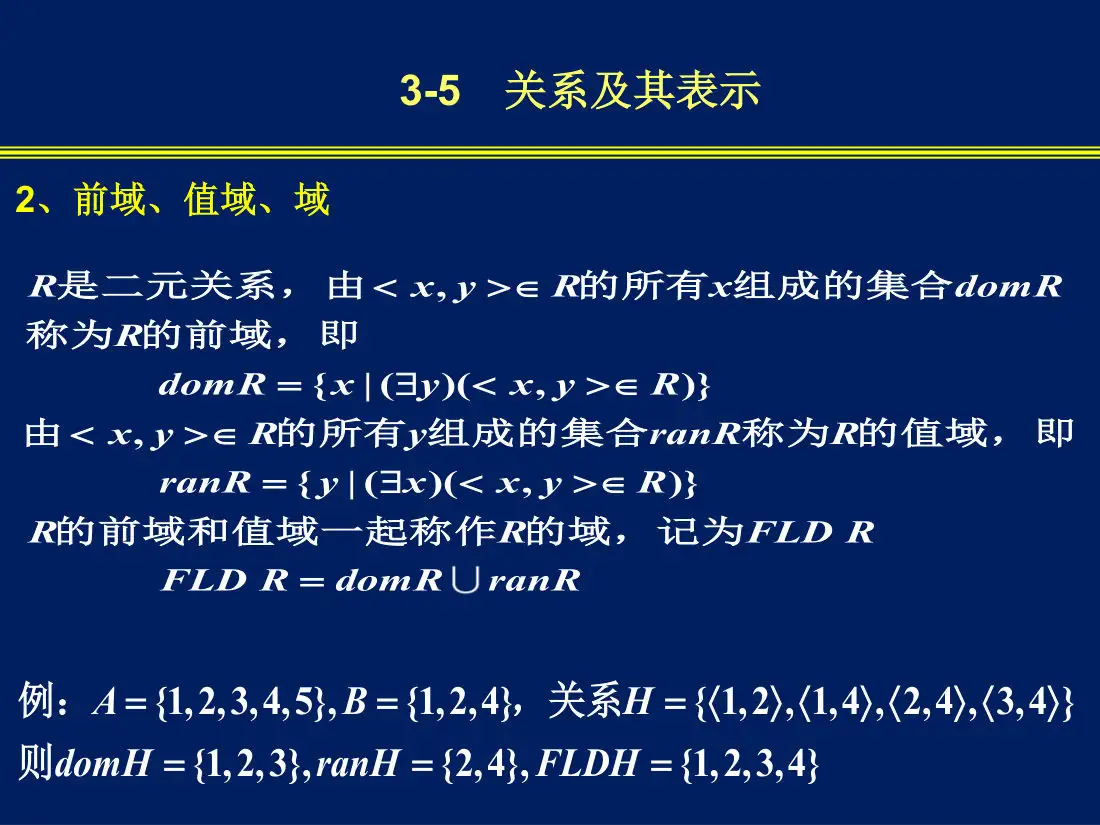 3-5 关系及其表示
2、前域、值域、域
R是二元关系，由< x, y >∈ R的所有x组成的集合domR
称为R的前域，即
domR = { x | (∃y)(< x, y >∈ R)}
由< x, y >∈ R的所有y组成的集合ranR称为R的值域，即
ranR = { y | (∃x)(< x, y >∈ R)}
R的前域和值域一起称作R的域，记为FLD R
FLD R = domR ∪ ranR
例：A = {1, 2, 3, 4, 5}, B = {1, 2, 4}，关系H = {⟨1, 2⟩, ⟨1, 4⟩, ⟨2, 4⟩, ⟨3, 4⟩}
则domH = {1, 2, 3}, ranH = {2, 4}, FLDH = {1, 2, 3, 4}